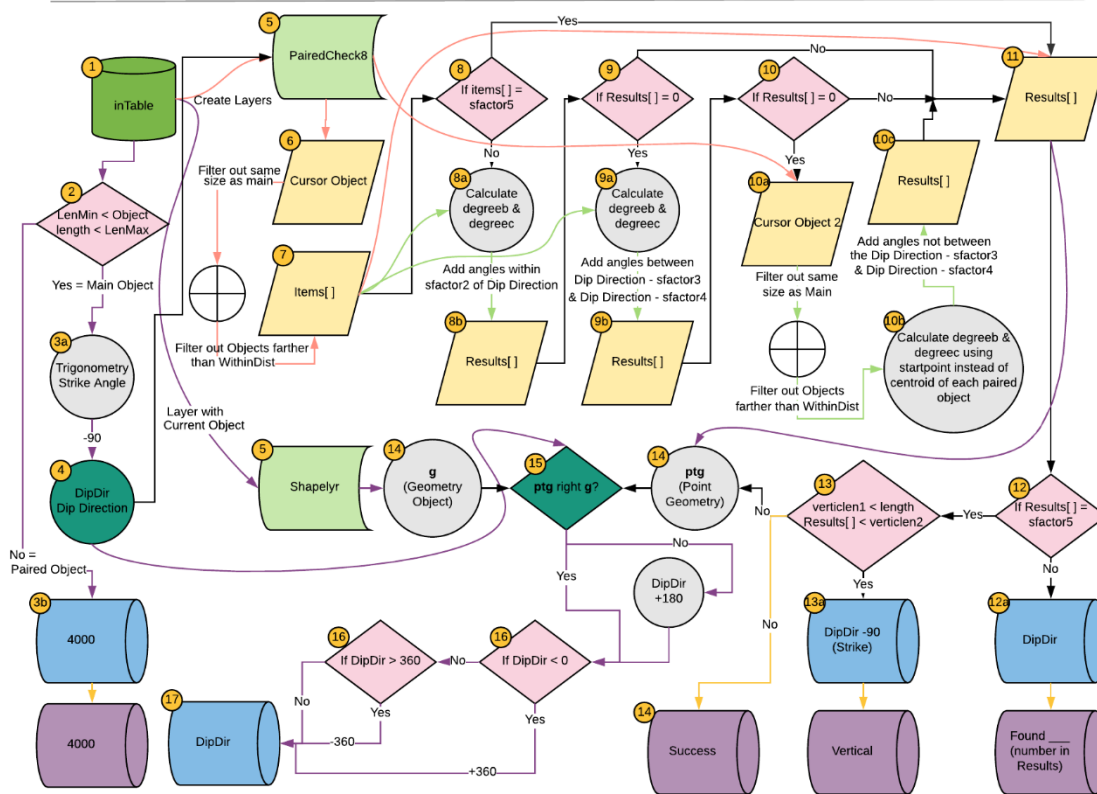 1
inTable
Create Layers
5
PairedCheck8
6
Cursor Object
Filter out same
size as main
Filter out Objects farther
than WithinDist
2
LenMin < Object
length < LenMax
Yes = Main Object
3a
Trigonometry
Strike Angle
-90
4
DipDir
Dip Direction
No =
Paired Object
3b
4000
4000
Layer with
Current Object
5
Shapelyr
7
Items[ ]
8
If items[ ] =
sfactor5
Yes
No
8a
Calculate
degreeb &
degreec
Add angles within
sfactor2 of Dip Direction
8b
Results[ ]
9
If Results[ ] = 0
No
Yes
9a
Calculate
degreeb &
degreec
Add angles between
Dip Direction - sfactor3
& Dip Direction - sfactor4
9b
Results[ ]
10
If Results[ ] = 0
No
Yes
10a
Cursor Object 2
Filter out same
size as Main
Filter out Objects
farther than WithinDist
10b
Calculate degreeb &
degreec using
startpoint instead of
centroid of each paired
object
Add angles not between
the Dip Direction - sfactor3
& Dip Direction - sfactor4
10c
Results[ ]
11
Results[ ]
12
If Results[ ] =
sfactor5
Yes
No
12a
DipDir
Found ___
(number in
Results)
13
verticlen1 < length
Results[ ] < verticlen2
No
Yes
No
13a
DipDir -90
(Strike)
Vertical
14
Success
14
ptg
(Point
Geometry)
14
g
(Geometry
Object)
15
ptg right g?
No
Yes
DipDir
+180
16
If DipDir < 0
No
Yes
+360
16
If DipDir > 360
No
Yes
-360
17
DipDir